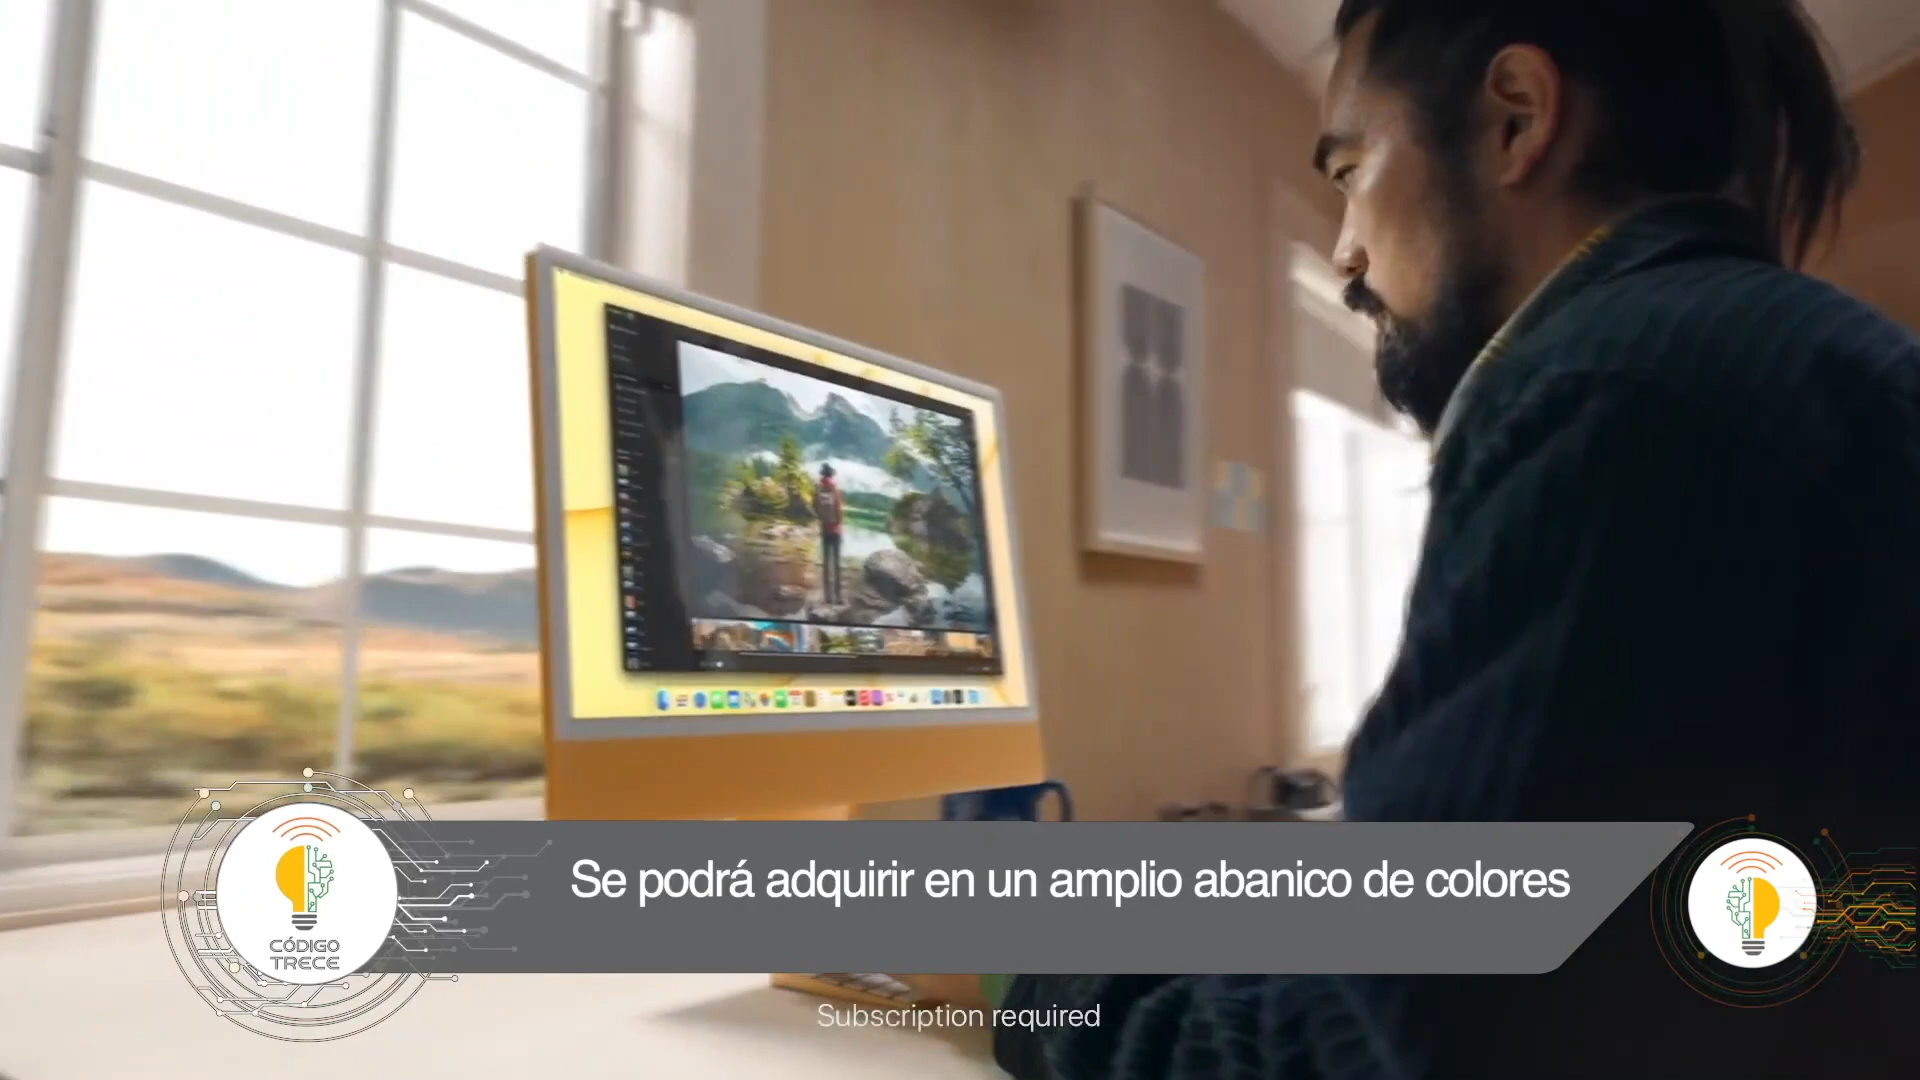 Se podrá adquirir en un amplio abanico de colores
CÓDIGO
TRECE
Subscription required